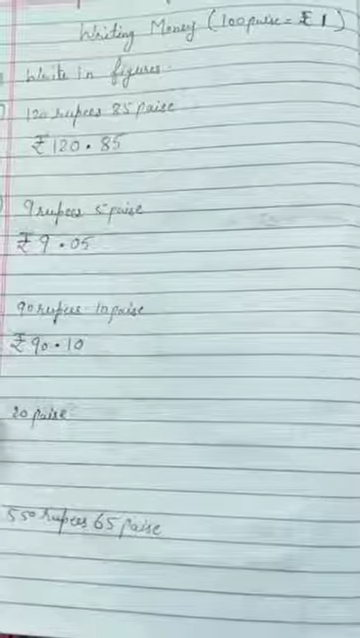 Writing Money (100 paise = ₹ 1)
Write in figures.
120 rupees 85 paise
₹120.85
9 rupees 5 paise
₹ 9.05
90 rupees 10 paise
₹90.10
20 paise
550 rupees 65 paise